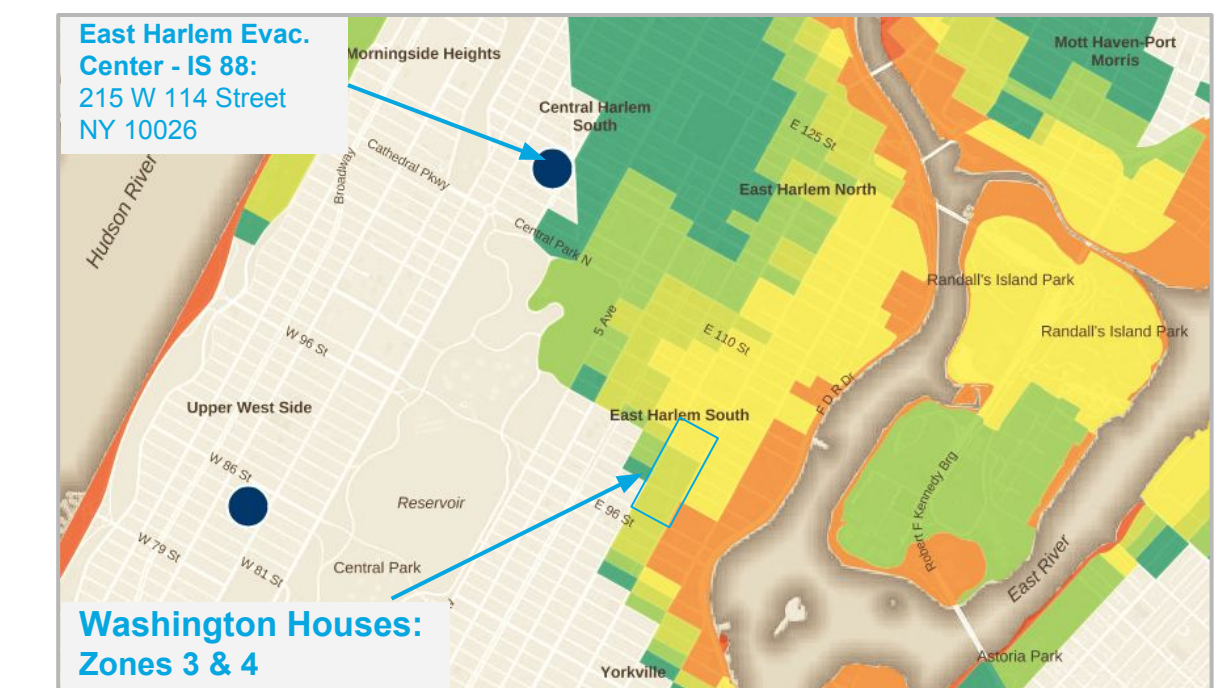 East Harlem Evac.
Center - IS 88:
215 W 114 Street
NY 10026
Morningside Heights
Mott Haven-Port
Morris
Central Harlem
South
E 125 St
Cathedral Pkwy
Broadway
Hudson River
East Harlem North
Central Park N
Randall's Island Park
5 Ave
W 96 St
E 110 St
Randall's Island Park
F D R Dr
Upper West Side
East Harlem South
W 86 St
Reservoir
E 96 St
Robert F Kennedy Brg
W 79 St
W 81 St
Central Park
East River
Washington Houses:
Zones 3 & 4
Astoria Park
Yorkville